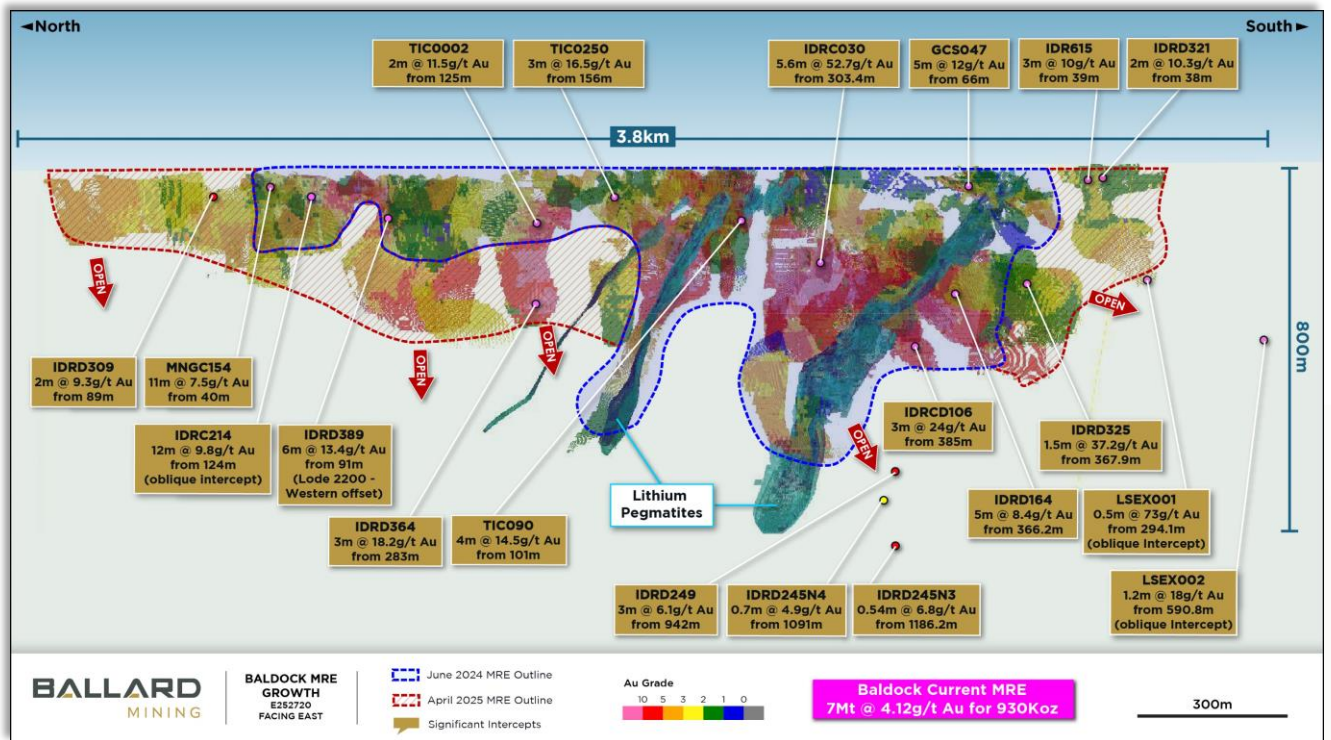 ◄North
South►
TIC0002
2m @ 11.5g/t Au
from 125m
TIC0250
3m @ 16.5g/t Au
from 156m
IDRC030
5.6m @ 52.7g/t Au
from 303.4m
GCS047
5m @ 12g/t Au
from 66m
IDR615
3m @ 10g/t Au
from 39m
IDRD321
2m @ 10.3g/t Au
from 38m
3.8km
800m
OPEN
OPEN
OPEN
OPEN
OPEN
IDRD309
2m @ 9.3g/t Au
from 89m
MNGC154
11m @ 7.5g/t Au
from 40m
IDRC214
12m @ 9.8g/t Au
from 124m
(oblique intercept)
IDRD389
6m @ 13.4g/t Au
from 91m
(Lode 2200 -
Western offset)
IDRD364
3m @ 18.2g/t Au
from 283m
TIC090
4m @ 14.5g/t Au
from 101m
Lithium
Pegmatites
IDRCD106
3m @ 24g/t Au
from 385m
IDRD325
1.5m @ 37.2g/t Au
from 367.9m
IDRD164
5m @ 8.4g/t Au
from 366.2m
LSEX001
0.5m @ 73g/t Au
from 294.1m
(oblique Intercept)
IDRD249
3m @ 6.1g/t Au
from 942m
IDRD245N4
0.7m @ 4.9g/t Au
from 1091m
IDRD245N3
0.54m @ 6.8g/t Au
from 1186.2m
LSEX002
1.2m @ 18g/t Au
from 590.8m
(oblique Intercept)
BALLARD
MINING
BALDOCK MRE
GROWTH
E252720
FACING EAST
June 2024 MRE Outline
April 2025 MRE Outline
Significant Intercepts
Au Grade
10 5 3 2 1 0
Baldock Current MRE
7Mt @ 4.12g/t Au for 930Koz
300m